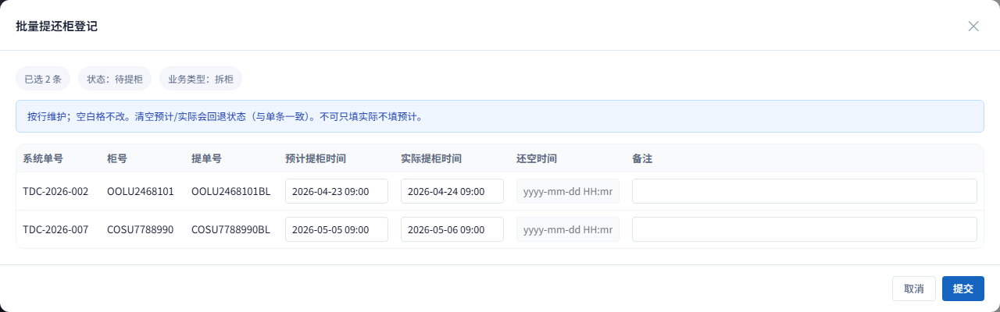 批量提还柜登记
已选 2 条 状态：待提柜 业务类型：拆柜
按行维护；空白格不改。清空预计/实际会回退状态（与单条一致）。不可只填实际不填预计。
系统单号 柜号 提单号 预计提柜时间 实际提柜时间 还空时间 备注
TDC-2026-002 OOLU2468101 OOLU2468101BL 2026-04-23 09:00 2026-04-24 09:00 yyyy-mm-dd HH:mr
TDC-2026-007 COSU7788990 COSU7788990BL 2026-05-05 09:00 2026-05-06 09:00 yyyy-mm-dd HH:mr
取消 提交